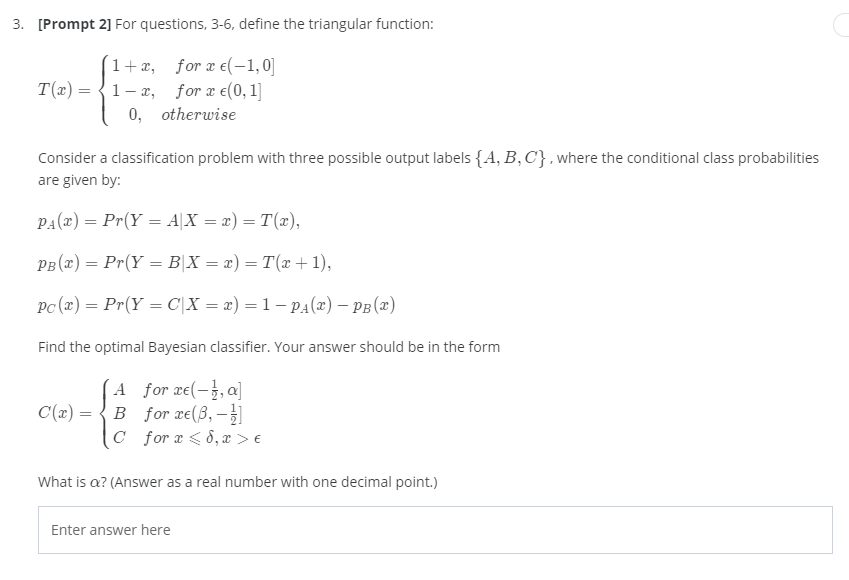 3. [Prompt 2] For questions, 3-6, define the triangular function:
T(x) = { 1 + x, for x ϵ(−1, 0]
1 − x, for x ϵ(0, 1]
0, otherwise
Consider a classification problem with three possible output labels {A, B, C}, where the conditional class probabilities
are given by:
p_A(x) = Pr(Y = A|X = x) = T(x),
p_B(x) = Pr(Y = B|X = x) = T(x + 1),
p_C(x) = Pr(Y = C|X = x) = 1 − p_A(x) − p_B(x)
Find the optimal Bayesian classifier. Your answer should be in the form
C(x) = { A for xϵ(−1/2, α]
B for xϵ(β, −1/2]
C for x ⩽ δ, x > ϵ
What is α? (Answer as a real number with one decimal point.)
Enter answer here